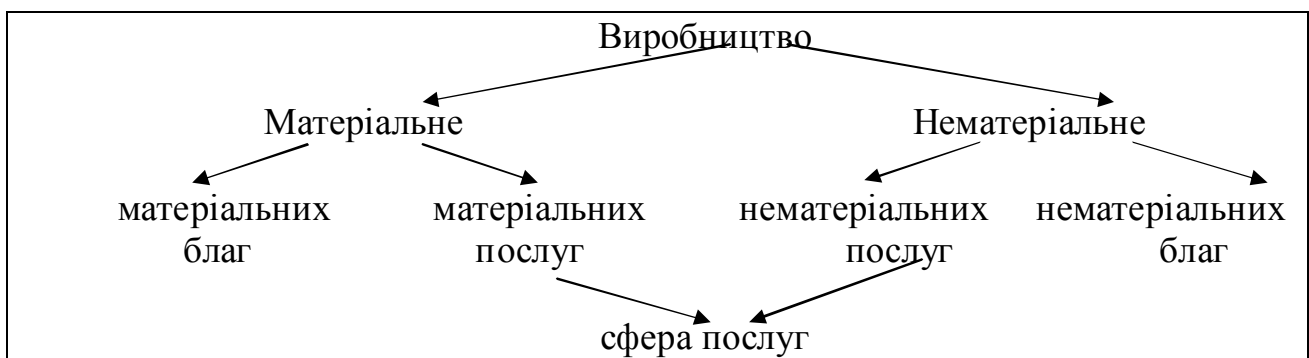 Виробництво
Матеріальне Нематеріальне
матеріальних матеріальних нематеріальних нематеріальних
благ послуг послуг благ
сфера послуг